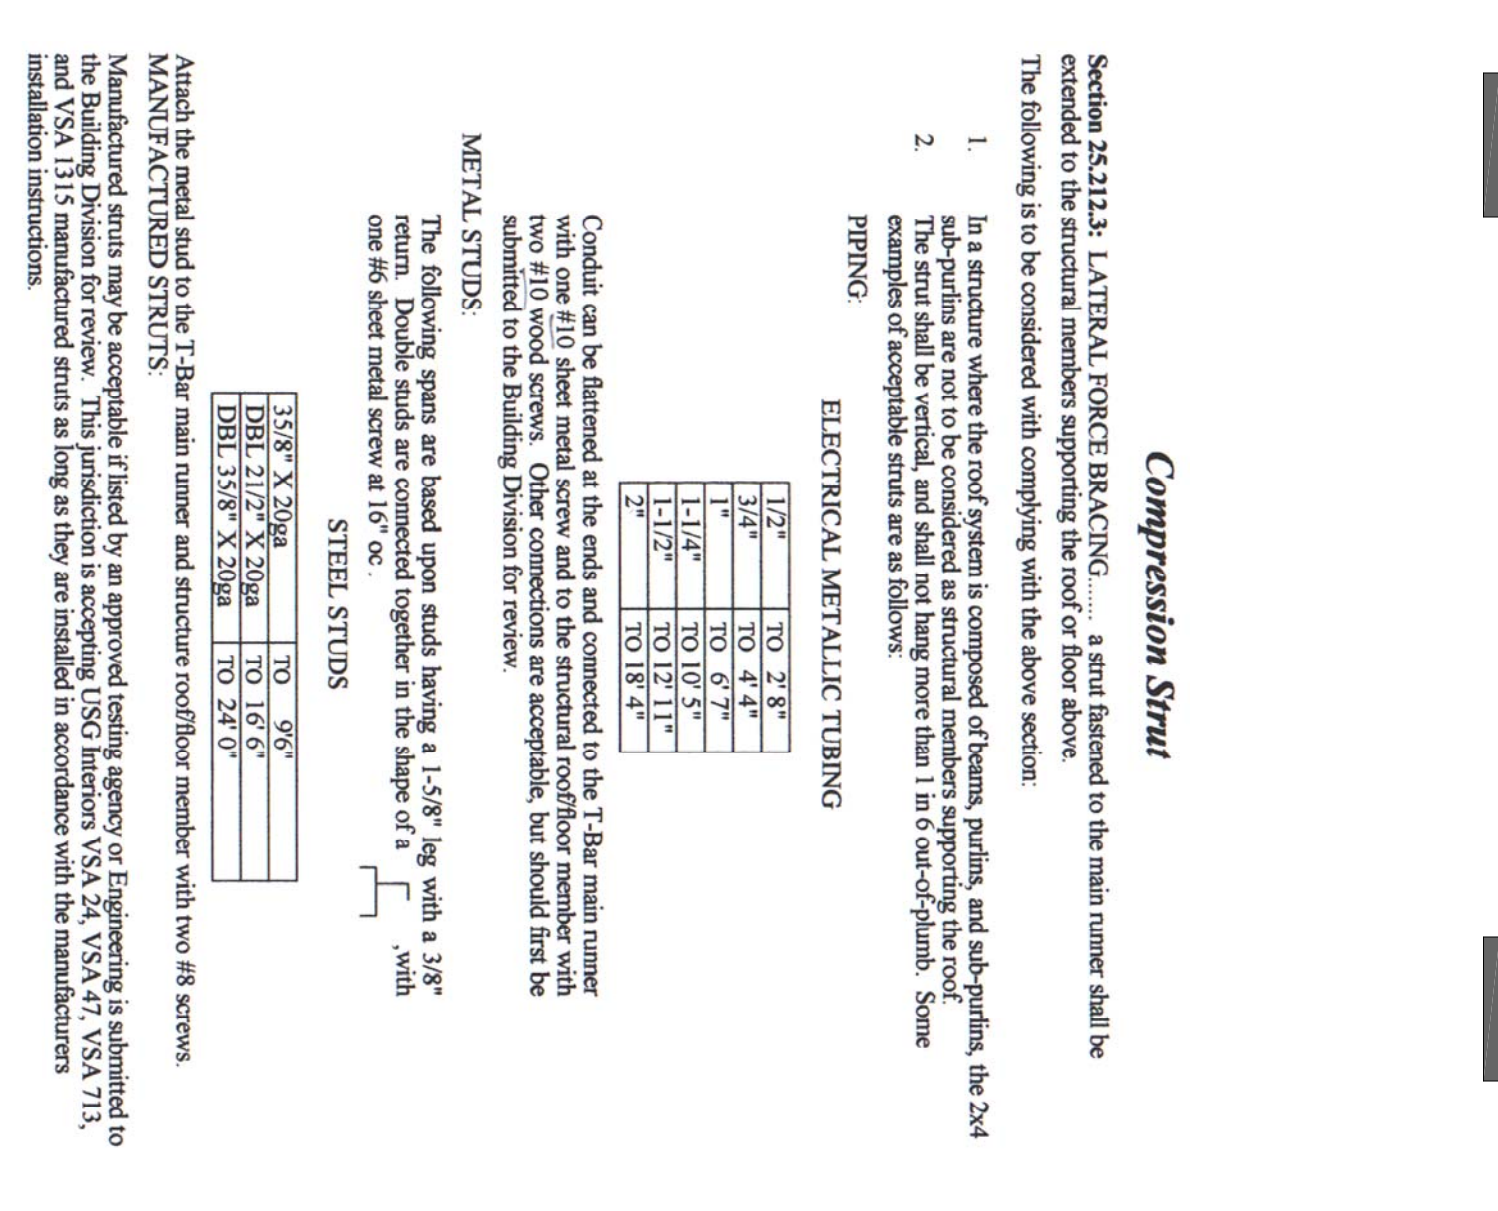 Compression Strut
Section 25.212.3: LATERAL FORCE BRACING...... a strut fastened to the main runner shall be
extended to the structural members supporting the roof or floor above.
The following is to be considered with complying with the above section:
1. In a structure where the roof system is composed of beams, purlins, and sub-purlins, the 2x4
sub-purlins are not to be considered as structural members supporting the roof.
2. The strut shall be vertical, and shall not hang more than 1 in 6 out-of-plumb. Some
examples of acceptable struts are as follows:
PIPING:
ELECTRICAL METALLIC TUBING
1/2" TO 2' 8"
3/4" TO 4' 4"
1" TO 6' 7"
1-1/4" TO 10' 5"
1-1/2" TO 12' 11"
2" TO 18' 4"
Conduit can be flattened at the ends and connected to the T-Bar main runner
with one #10 sheet metal screw and to the structural roof/floor member with
two #10 wood screws. Other connections are acceptable, but should first be
submitted to the Building Division for review.
METAL STUDS:
The following spans are based upon studs having a 1-5/8" leg with a 3/8"
return. Double studs are connected together in the shape of a ,with
one #6 sheet metal screw at 16" oc .
STEEL STUDS
35/8" X 20ga TO 9'6"
DBL 21/2" X 20ga TO 16' 6"
DBL 35/8" X 20ga TO 24' 0"
Attach the metal stud to the T-Bar main runner and structure roof/floor member with two #8 screws.
MANUFACTURED STRUTS:
Manufactured struts may be acceptable if listed by an approved testing agency or Engineering is submitted to
the Building Division for review. This jurisdiction is accepting USG Interiors VSA 24, VSA 47, VSA 713,
and VSA 1315 manufactured struts as long as they are installed in accordance with the manufacturers
installation instructions.